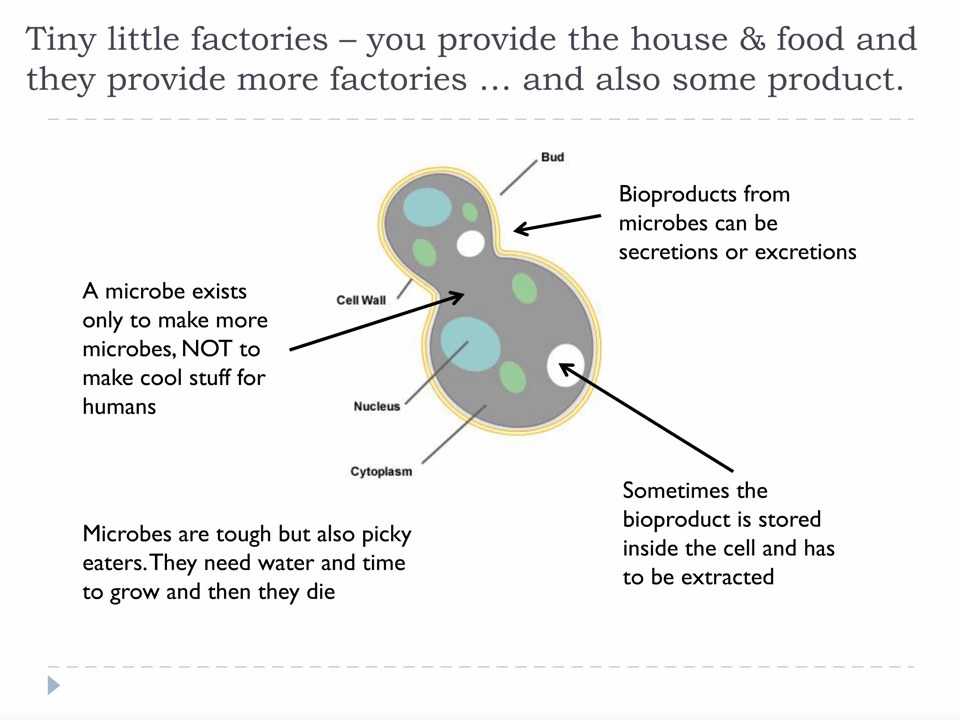 Tiny little factories – you provide the house & food and
they provide more factories … and also some product.
Bud
Bioproducts from
microbes can be
secretions or excretions
A microbe exists
only to make more
microbes, NOT to
make cool stuff for
humans
Cell Wall
Nucleus
Cytoplasm
Sometimes the
bioproduct is stored
inside the cell and has
to be extracted
Microbes are tough but also picky
eaters. They need water and time
to grow and then they die